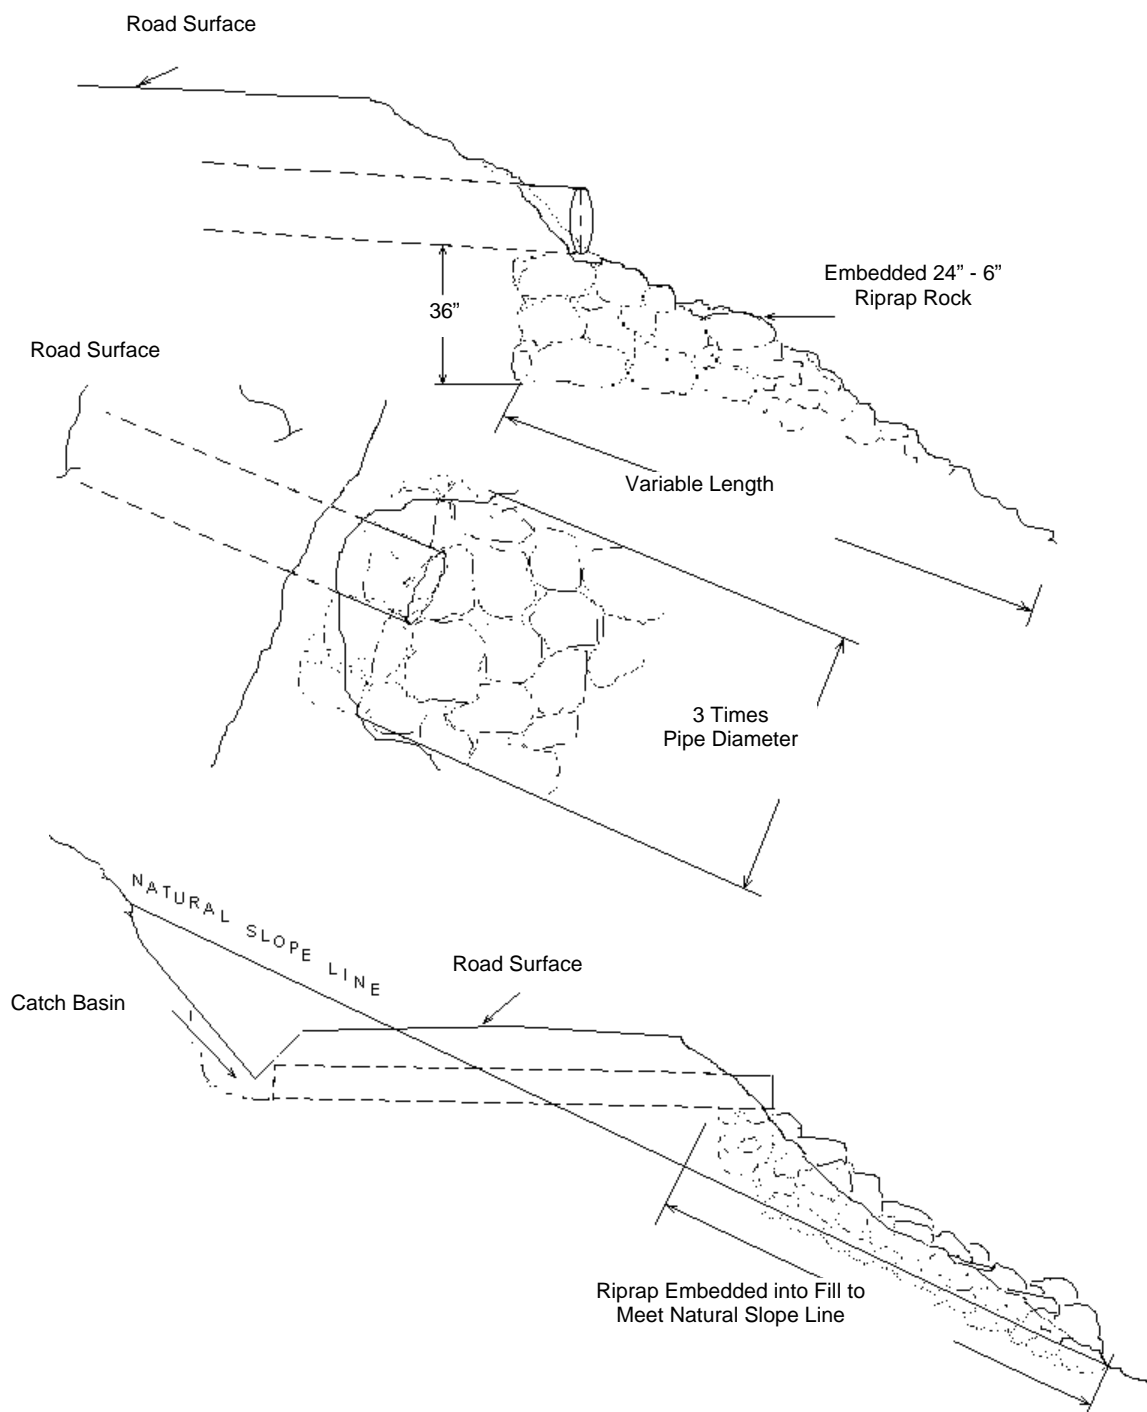 Road Surface
Embedded 24” - 6”
Riprap Rock
36”
Road Surface
Variable Length
3 Times
Pipe Diameter
NATURAL SLOPE LINE
Road Surface
Catch Basin
Riprap Embedded into Fill to
Meet Natural Slope Line